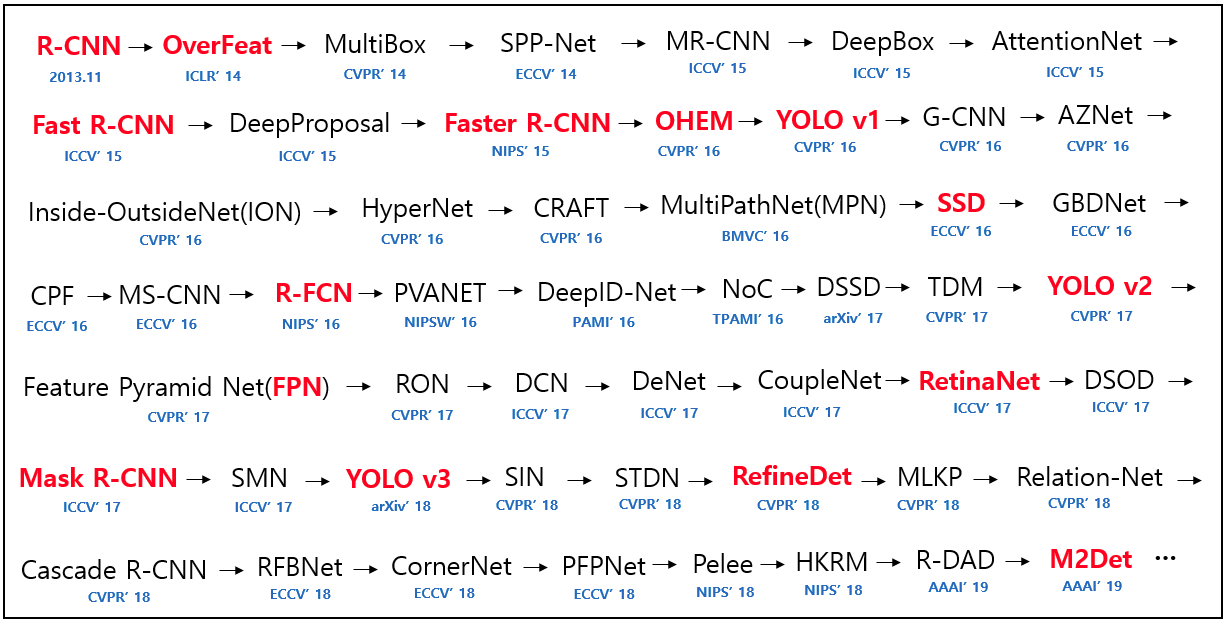 R-CNN → OverFeat → MultiBox → SPP-Net → MR-CNN → DeepBox → AttentionNet →
2013.11 ICLR’ 14 CVPR’ 14 ECCV’ 14 ICCV’ 15 ICCV’ 15 ICCV’ 15
Fast R-CNN → DeepProposal → Faster R-CNN → OHEM → YOLO v1 → G-CNN → AZNet →
ICCV’ 15 ICCV’ 15 NIPS’ 15 CVPR’ 16 CVPR’ 16 CVPR’ 16 CVPR’ 16
Inside-OutsideNet(ION) → HyperNet → CRAFT → MultiPathNet(MPN) → SSD → GBDNet →
CVPR’ 16 CVPR’ 16 CVPR’ 16 BMVC’ 16 ECCV’ 16 ECCV’ 16
CPF → MS-CNN → R-FCN → PVANET → DeepID-Net → NoC → DSSD → TDM → YOLO v2 →
ECCV’ 16 ECCV’ 16 NIPS’ 16 NIPSW’ 16 PAMI’ 16 TPAMI’ 16 arXiv’ 17 CVPR’ 17 CVPR’ 17
Feature Pyramid Net(FPN) → RON → DCN → DeNet → CoupleNet → RetinaNet → DSOD →
CVPR’ 17 CVPR’ 17 ICCV’ 17 ICCV’ 17 ICCV’ 17 ICCV’ 17 ICCV’ 17
Mask R-CNN → SMN → YOLO v3 → SIN → STDN → RefineDet → MLKP → Relation-Net →
ICCV’ 17 ICCV’ 17 arXiv’ 18 CVPR’ 18 CVPR’ 18 CVPR’ 18 CVPR’ 18 CVPR’ 18
Cascade R-CNN → RFBNet → CornerNet → PFPNet → Pelee → HKRM → R-DAD → M2Det ···
CVPR’ 18 ECCV’ 18 ECCV’ 18 ECCV’ 18 NIPS’ 18 NIPS’ 18 AAAI’ 19 AAAI’ 19